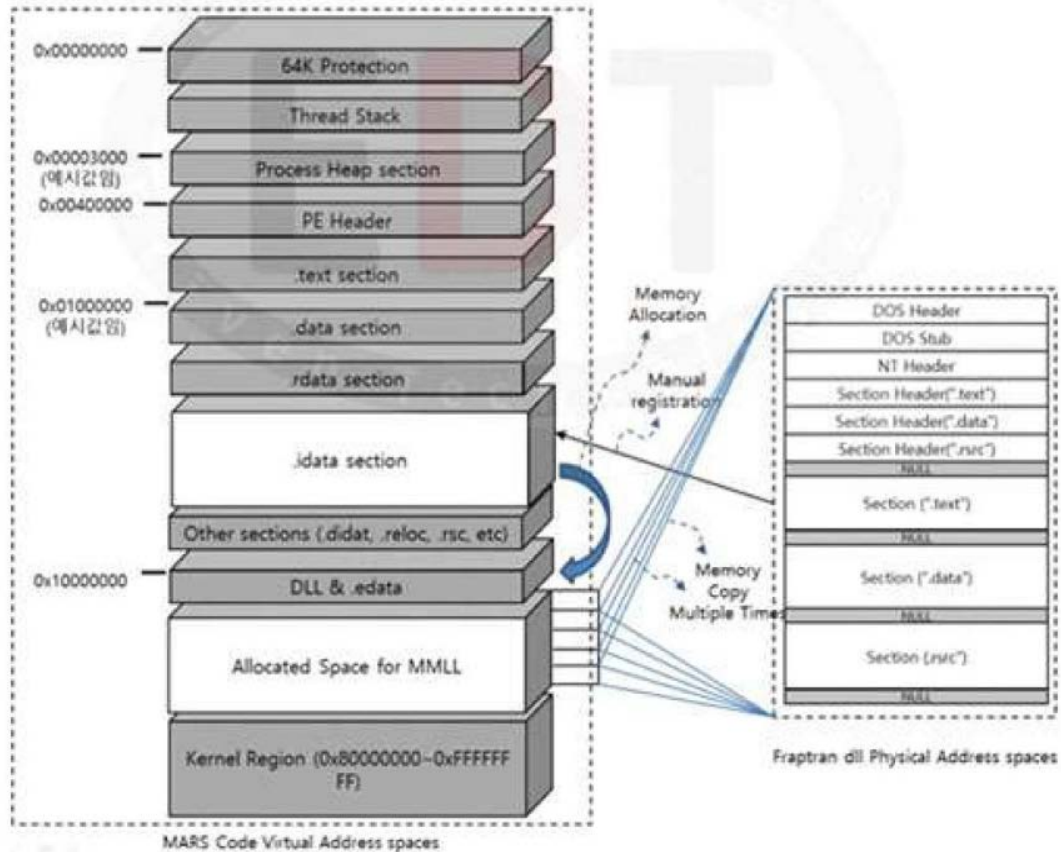 0x00000000
64K Protection
Thread Stack
0x00003000
(예시값임)
Process Heap section
0x00400000
PE Header
.text section
0x01000000
(예시값임)
.data section
.rdata section
.idata section
Other sections (.didat, .reloc, .rsc, etc)
0x10000000
DLL & .edata
Allocated Space for MMLL
Kernel Region (0x80000000~0xFFFFFF
FF)
MARS Code Virtual Address spaces
Memory
Allocation
Manual
registration
Memory
Copy
Multiple Times
DOS Header
DOS Stub
NT Header
Section Header(".text")
Section Header(".data")
Section Header(".rsrc")
NULL
Section (".text")
NULL
Section (".data")
NULL
Section (.rsrc")
NULL
Fraptran dll Physical Address spaces
EDT